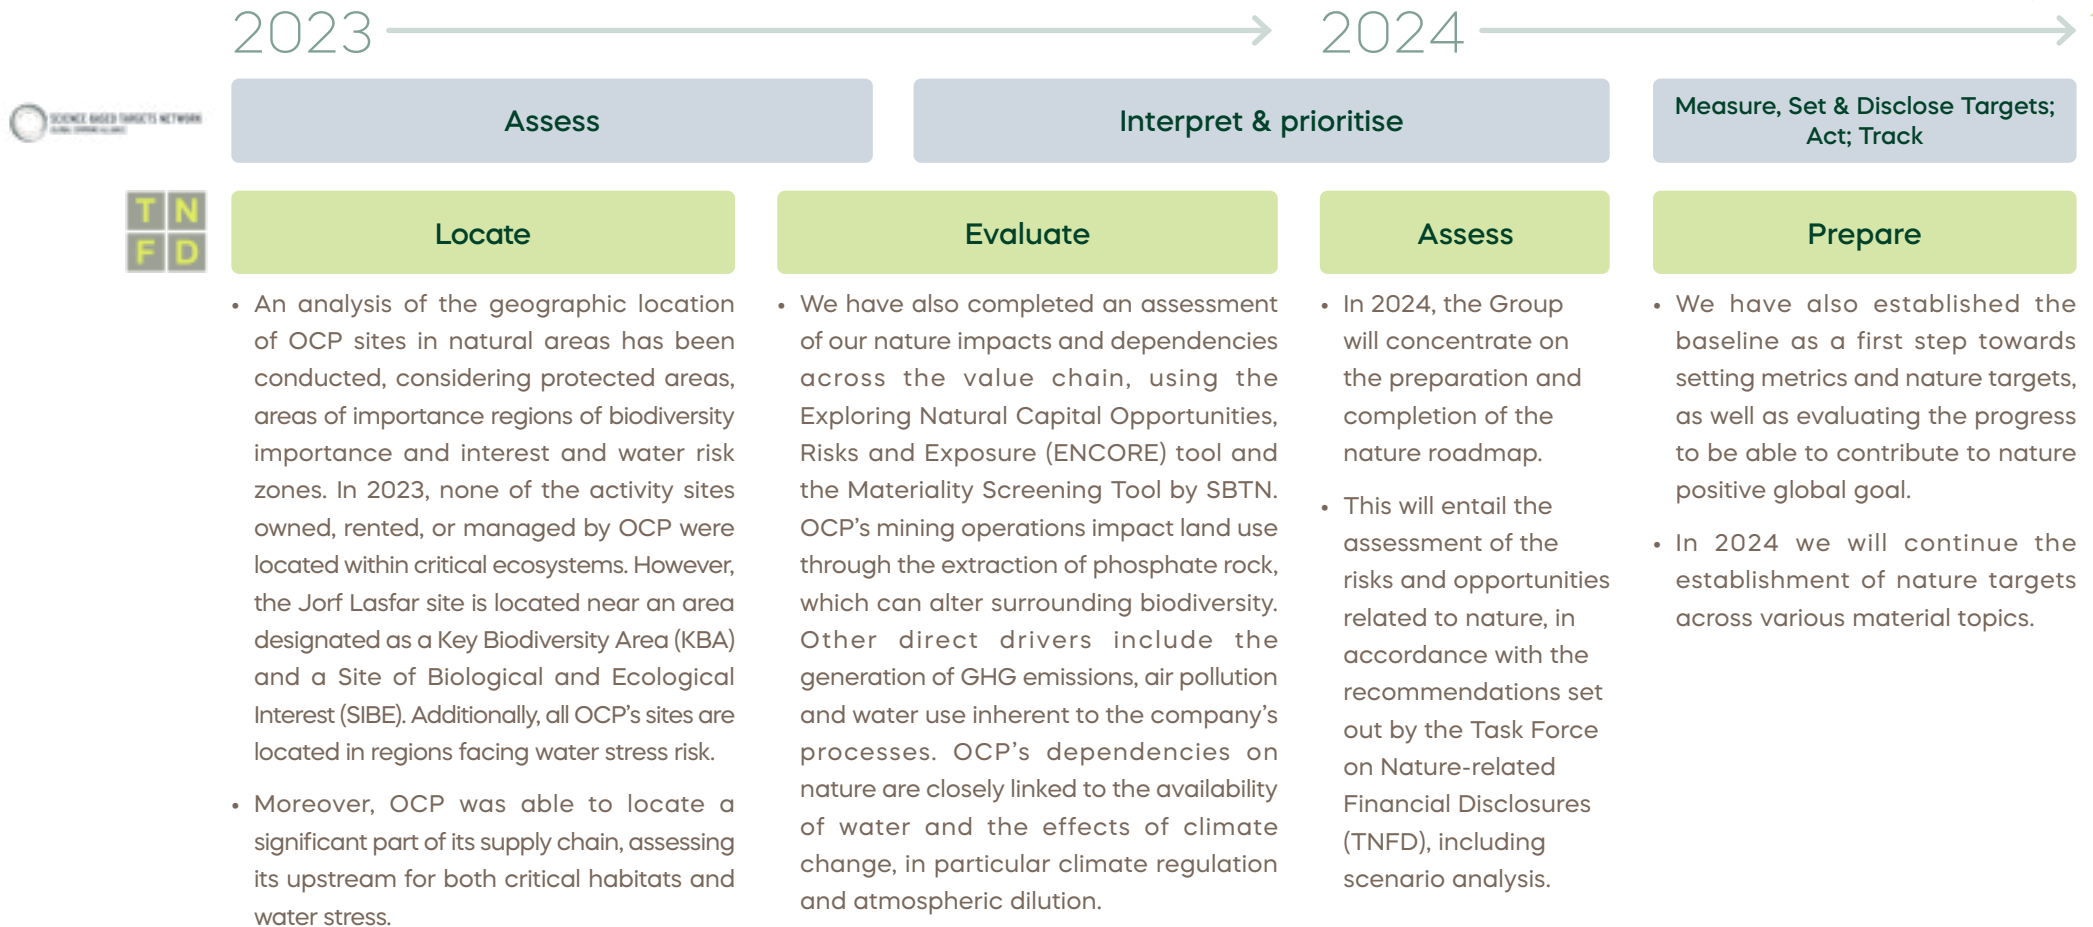 2023
2024
SCIENCE BASED TARGETS NETWORK
Assess
Interpret & prioritise
Measure, Set & Disclose Targets;
Act; Track
T N
F D
Locate
Evaluate
Assess
Prepare
• An analysis of the geographic location
of OCP sites in natural areas has been
conducted, considering protected areas,
areas of importance regions of biodiversity
importance and interest and water risk
zones. In 2023, none of the activity sites
owned, rented, or managed by OCP were
located within critical ecosystems. However,
the Jorf Lasfar site is located near an area
designated as a Key Biodiversity Area (KBA)
and a Site of Biological and Ecological
Interest (SIBE). Additionally, all OCP's sites are
located in regions facing water stress risk.
• Moreover, OCP was able to locate a
significant part of its supply chain, assessing
its upstream for both critical habitats and
water stress.
• We have also completed an assessment
of our nature impacts and dependencies
across the value chain, using the
Exploring Natural Capital Opportunities,
Risks and Exposure (ENCORE) tool and
the Materiality Screening Tool by SBTN.
OCP's mining operations impact land use
through the extraction of phosphate rock,
which can alter surrounding biodiversity.
Other direct drivers include the
generation of GHG emissions, air pollution
and water use inherent to the company's
processes. OCP's dependencies on
nature are closely linked to the availability
of water and the effects of climate
change, in particular climate regulation
and atmospheric dilution.
• In 2024, the Group
will concentrate on
the preparation and
completion of the
nature roadmap.
• This will entail the
assessment of the
risks and opportunities
related to nature, in
accordance with the
recommendations set
out by the Task Force
on Nature-related
Financial Disclosures
(TNFD), including
scenario analysis.
• We have also established the
baseline as a first step towards
setting metrics and nature targets,
as well as evaluating the progress
to be able to contribute to nature
positive global goal.
• In 2024 we will continue the
establishment of nature targets
across various material topics.